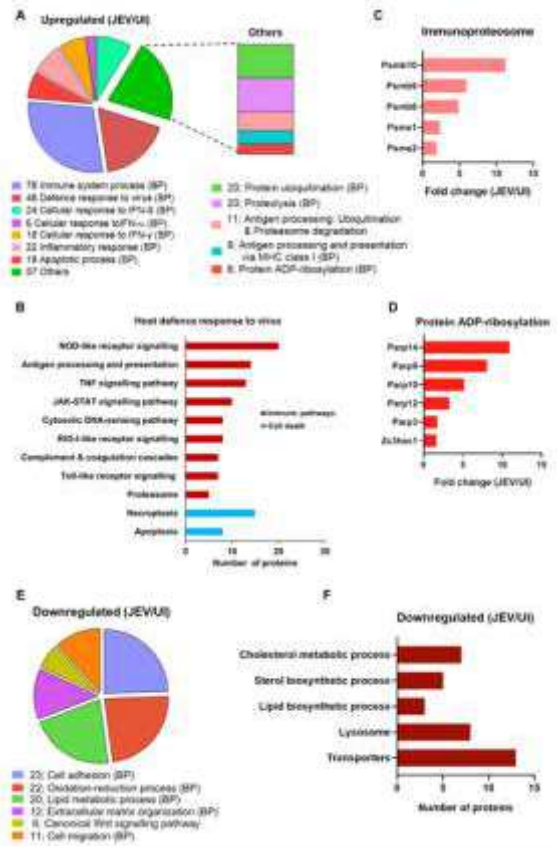 A
Upregulated (JEV/UI)
Others
78 Immune system process (BP)
48 Defence response to virus (BP)
24 Cellular response to IFN-β (BP)
Cellular response to IFN-α (BP)
18 Cellular response to IFN-γ (BP)
22 Inflammatory response (BP)
19 Apoptotic process (BP)
57 Others
Protein ubiquitination (BP)
Proteolysis (BP)
11: Antigen processing: Ubiquitination
& Proteasome degradation
Antigen processing and presentation
via MHC class I (BP)
Protein ADP-ribosylation (BP)
C
Immunoproteosome
Psmb10
Psme1
Psme2
0 5 10 15
Fold change (JEV/UI)
B
Host defence response to virus
NOD-like receptor signalling
Antigen processing and presentation
TNF signalling pathway
JAK-STAT signalling pathway
Cytosolic DNA-sensing pathway
RIG-I-like receptor signalling
Complement & coagulation cascades
Toll-like receptor signalling
Proteasome
Necroptosis
Apoptosis
Immune pathways
Cell death
0 10 20 30
Number of proteins
D
Protein ADP-ribosylation
Parp14
Parp9
Parp10
Parp12
Parp3
Zc3hav1
0 5 10 15
Fold change (JEV/UI)
E
Downregulated (JEV/UI)
23; Cell adhesion (BP)
22; Oxidation-reduction process (BP)
20; Lipid metabolic process (BP)
12; Extracellular matrix organization (BP)
Canonical Wnt signalling pathway
11; Cell migration (BP)
F
Downregulated (JEV/UI)
Cholesterol metabolic process
Sterol biosynthetic process
Lipid biosynthetic process
Lysosome
Transporters
0 5 10 15
Number of proteins